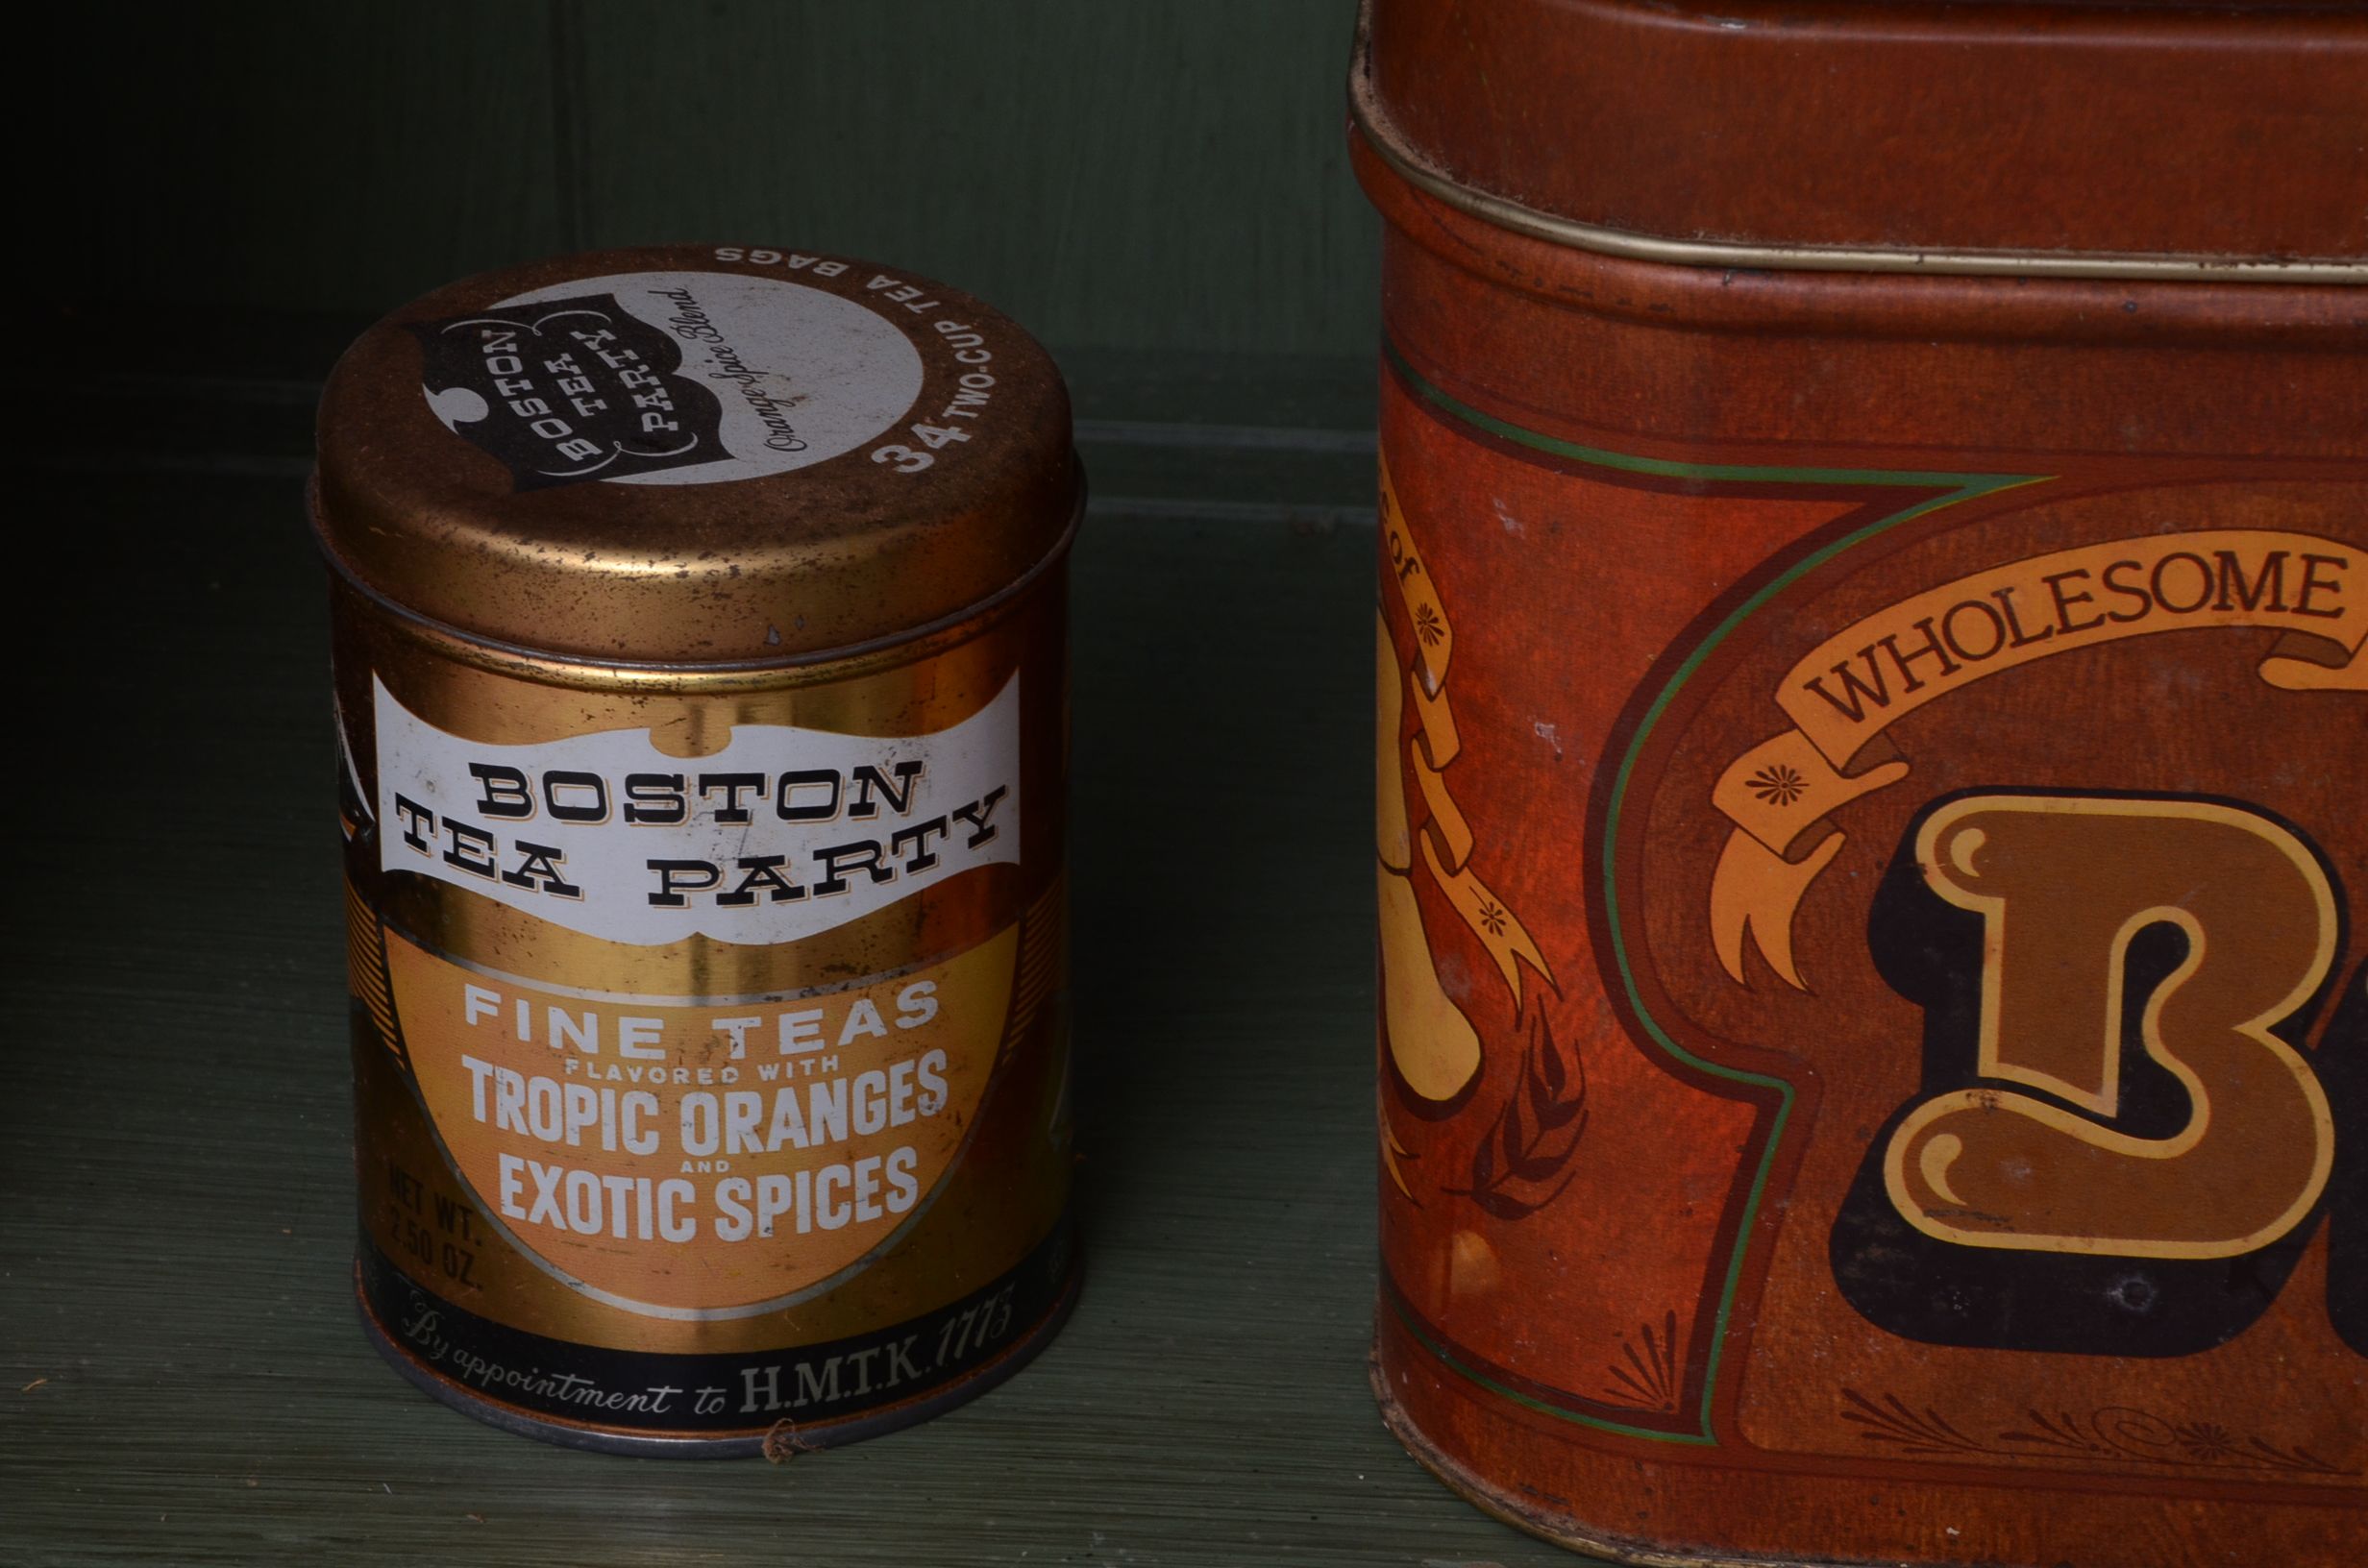 BOSTON
TEA
PARTY
Orange & Spice Blend
34 TWO-CUP TEA BAGS
BOSTON
TEA PARTY
FINE TEAS
FLAVORED WITH
TROPIC ORANGES
AND
EXOTIC SPICES
NET WT.
2.50 OZ.
By appointment to H.M.T.K. 1773
of
WHOLESOME
B